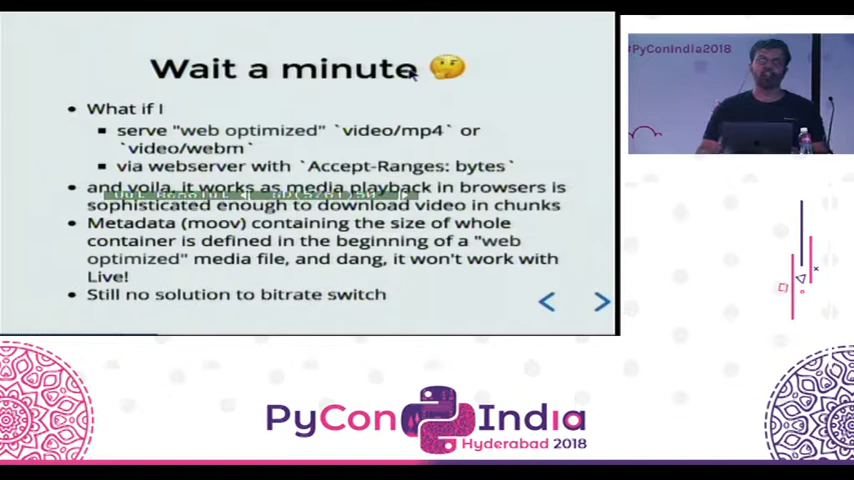 Wait a minute 🤔
#PyConIndia2018
• What if I
▪ serve "web optimized" `video/mp4` or
`video/webm`
▪ via webserver with `Accept-Ranges: bytes`
• and voila, it works as media playback in browsers is
sophisticated enough to download video in chunks
• Metadata (moov) containing the size of whole
container is defined in the beginning of a "web
optimized" media file, and dang, it won't work with
Live!
• Still no solution to bitrate switch
< >
PyCon India
Hyderabad 2018